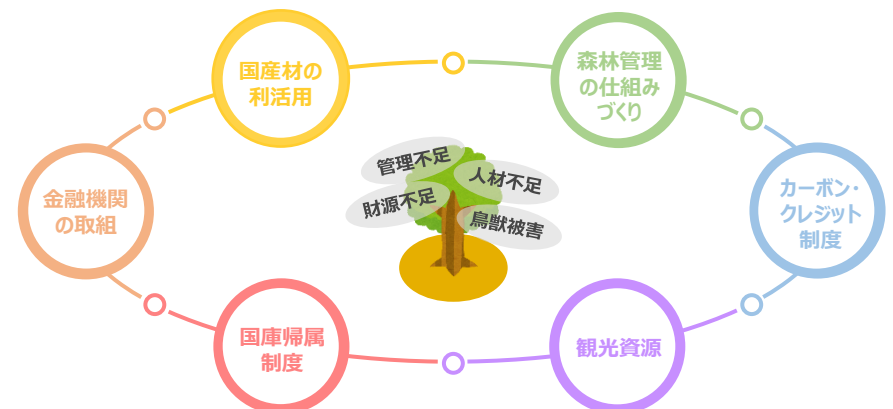 国産材の
利活用
森林管理
の仕組み
づくり
金融機関
の取組
管理不足
人材不足
財源不足
鳥獣被害
カーボン・
クレジット
制度
国庫帰属
制度
観光資源